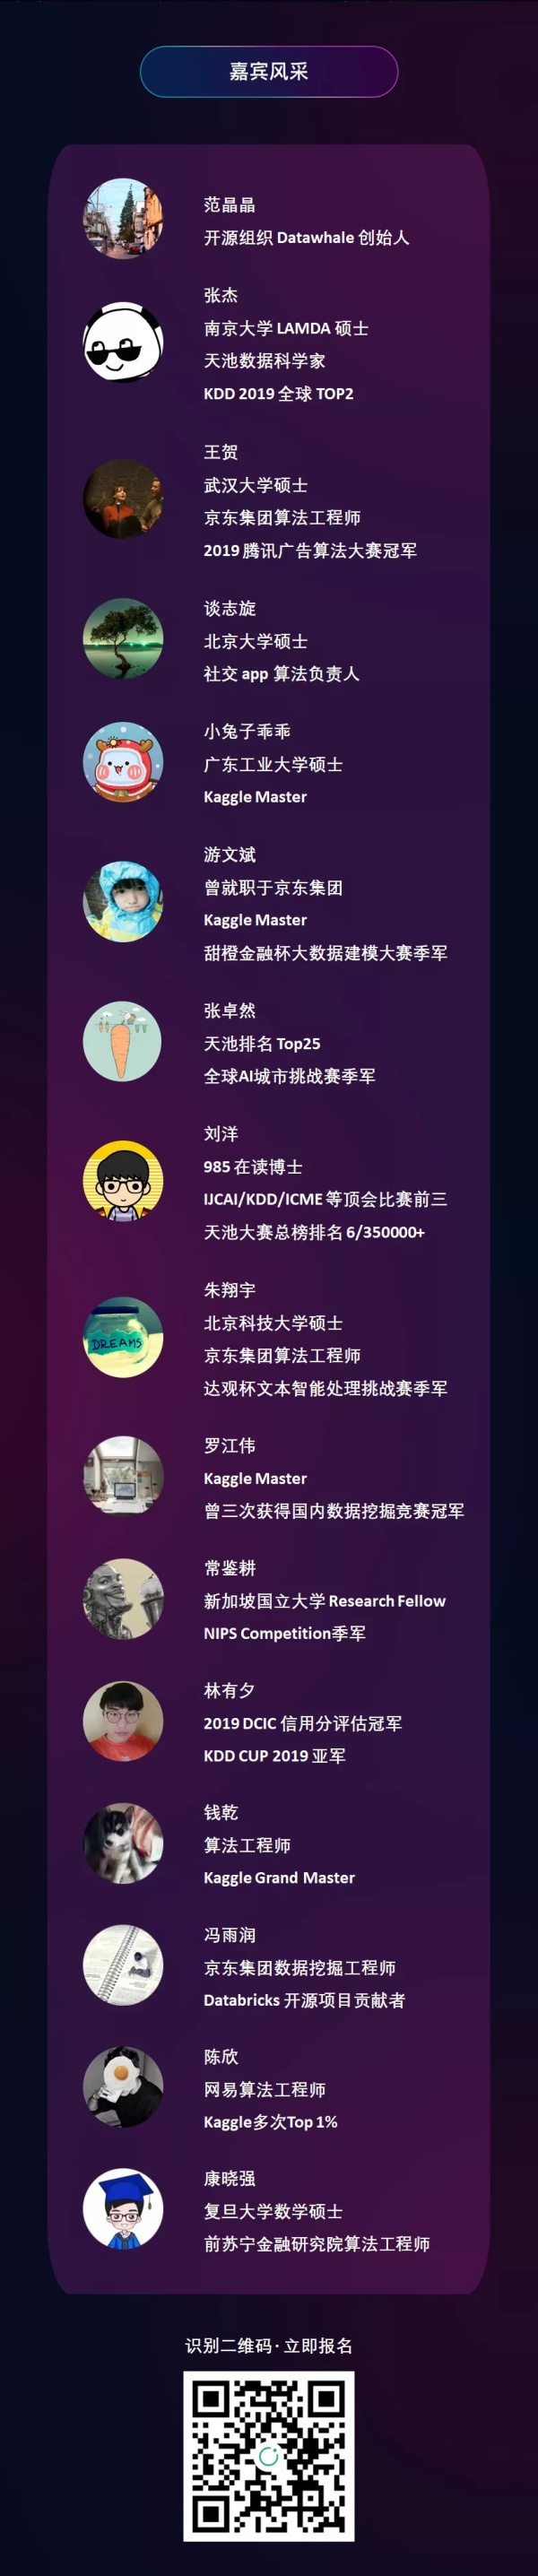 嘉宾风采
范晶晶
开源组织 Datawhale 创始人
张杰
南京大学 LAMDA 硕士
天池数据科学家
KDD 2019 全球 TOP2
王贺
武汉大学硕士
京东集团算法工程师
2019 腾讯广告算法大赛冠军
谈志旋
北京大学硕士
社交 app 算法负责人
小兔子乖乖
广东工业大学硕士
Kaggle Master
游文斌
曾就职于京东集团
Kaggle Master
甜橙金融杯大数据建模大赛季军
张卓然
天池排名 Top25
全球AI城市挑战赛季军
刘洋
985 在读博士
IJCAI/KDD/ICME 等顶会比赛前三
天池大赛总榜排名 6/350000+
朱翔宇
北京科技大学硕士
京东集团算法工程师
达观杯文本智能处理挑战赛季军
DREAMS
罗江伟
Kaggle Master
曾三次获得国内数据挖掘竞赛冠军
常鉴耕
新加坡国立大学 Research Fellow
NIPS Competition季军
林有夕
2019 DCIC 信用分评估冠军
KDD CUP 2019 亚军
钱乾
算法工程师
Kaggle Grand Master
冯雨润
京东集团数据挖掘工程师
Databricks 开源项目贡献者
陈欣
网易算法工程师
Kaggle多次Top 1%
康晓强
复旦大学数学硕士
前苏宁金融研究院算法工程师
识别二维码 · 立即报名